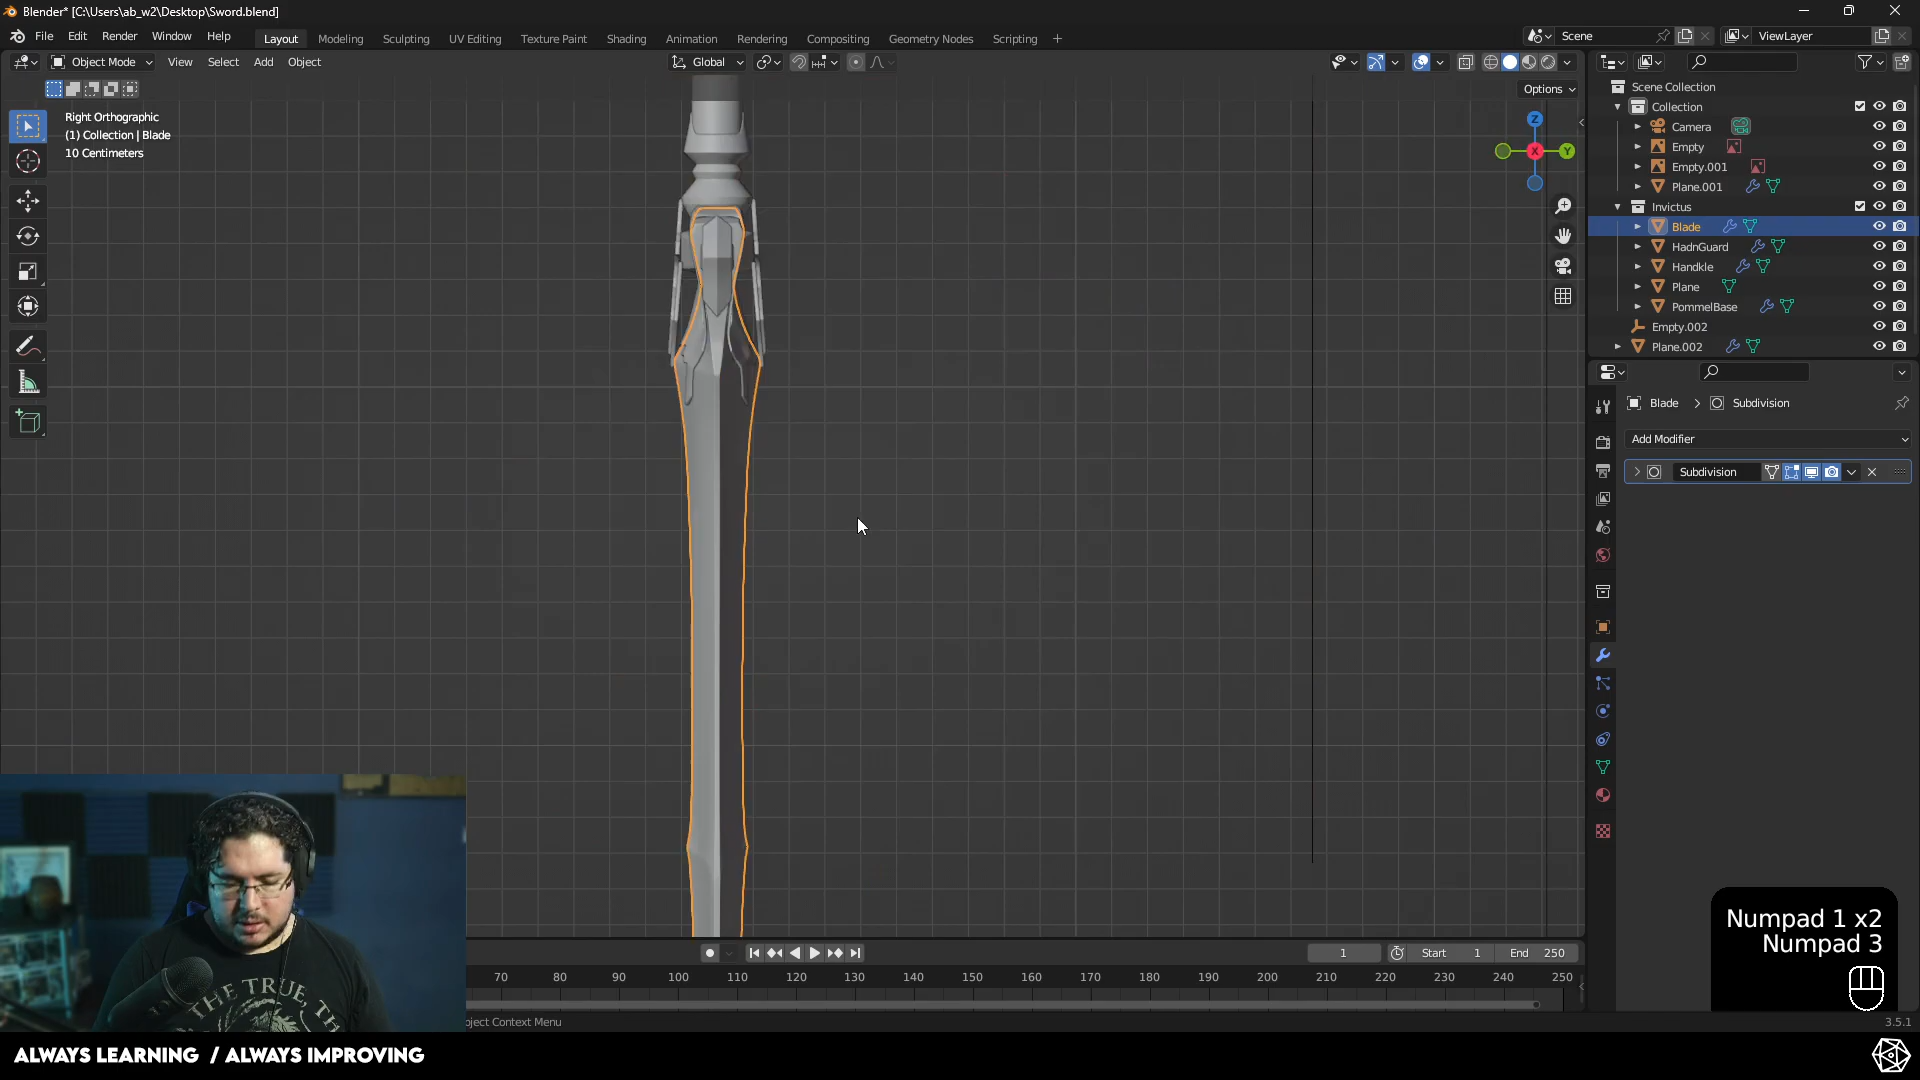 Blender* [C:\Users\ab_w2\Desktop\Sword.blend]
File Edit Render Window Help
Layout Modeling Sculpting UV Editing Texture Paint Shading Animation Rendering Compositing Geometry Nodes Scripting +
Scene
ViewLayer
Object Mode View Select Add Object
Global
Options
Right Orthographic
(1) Collection | Blade
10 Centimeters
Z
X
Y
Scene Collection
Collection
Camera
Empty
Empty.001
Plane.001
Invictus
Blade
HadnGuard
Handkle
Plane
PommelBase
Empty.002
Plane.002
Blade > Subdivision
Add Modifier
Subdivision
Numpad 1 x2
Numpad 3
1
Start 1
End 250
70 80 90 100 110 120 130 140 150 160 170 180 190 200 210 220 230 240 250
oject Context Menu
3.5.1
THE TRUE, TH
ALWAYS LEARNING / ALWAYS IMPROVING